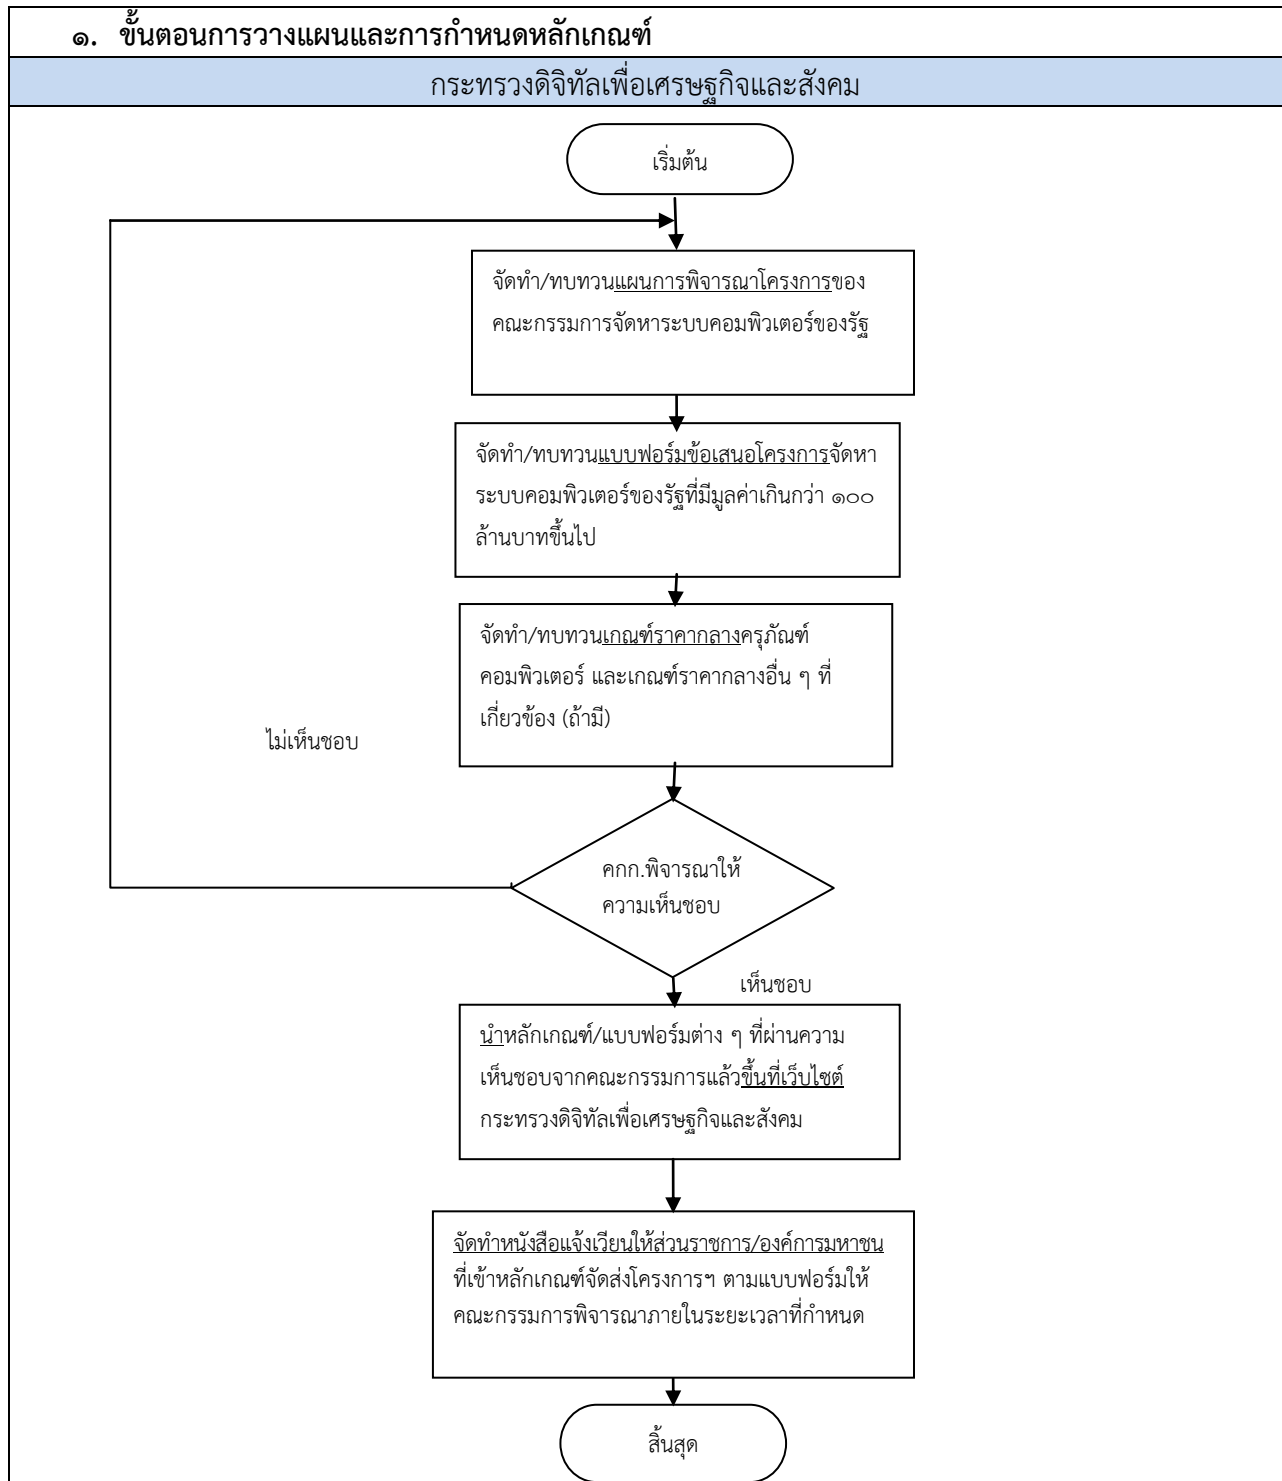 ๑. ขั้นตอนการวางแผนและการกำหนดหลักเกณฑ์
กระทรวงดิจิทัลเพื่อเศรษฐกิจและสังคม
เริ่มต้น
จัดทำ/ทบทวนแผนการพิจารณาโครงการของ
คณะกรรมการจัดหาระบบคอมพิวเตอร์ของรัฐ
จัดทำ/ทบทวนแบบฟอร์มข้อเสนอโครงการจัดหา
ระบบคอมพิวเตอร์ของรัฐที่มีมูลค่าเกินกว่า ๑๐๐
ล้านบาทขึ้นไป
จัดทำ/ทบทวนเกณฑ์ราคากลางครุภัณฑ์
คอมพิวเตอร์ และเกณฑ์ราคากลางอื่น ๆ ที่
เกี่ยวข้อง (ถ้ามี)
ไม่เห็นชอบ
คกก.พิจารณาให้
ความเห็นชอบ
เห็นชอบ
นำหลักเกณฑ์/แบบฟอร์มต่าง ๆ ที่ผ่านความ
เห็นชอบจากคณะกรรมการแล้วขึ้นที่เว็บไซต์
กระทรวงดิจิทัลเพื่อเศรษฐกิจและสังคม
จัดทำหนังสือแจ้งเวียนให้ส่วนราชการ/องค์การมหาชน
ที่เข้าหลักเกณฑ์จัดส่งโครงการฯ ตามแบบฟอร์มให้
คณะกรรมการพิจารณาภายในระยะเวลาที่กำหนด
สิ้นสุด